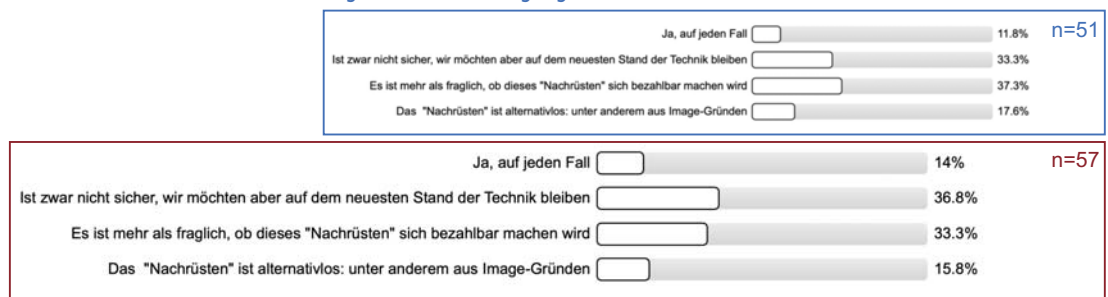 Ja, auf jeden Fall 11.8% n=51
Ist zwar nicht sicher, wir möchten aber auf dem neuesten Stand der Technik bleiben 33.3%
Es ist mehr als fraglich, ob dieses "Nachrüsten" sich bezahlbar machen wird 37.3%
Das "Nachrüsten" ist alternativlos: unter anderem aus Image-Gründen 17.6%
Ja, auf jeden Fall 14% n=57
Ist zwar nicht sicher, wir möchten aber auf dem neuesten Stand der Technik bleiben 36.8%
Es ist mehr als fraglich, ob dieses "Nachrüsten" sich bezahlbar machen wird 33.3%
Das "Nachrüsten" ist alternativlos: unter anderem aus Image-Gründen 15.8%